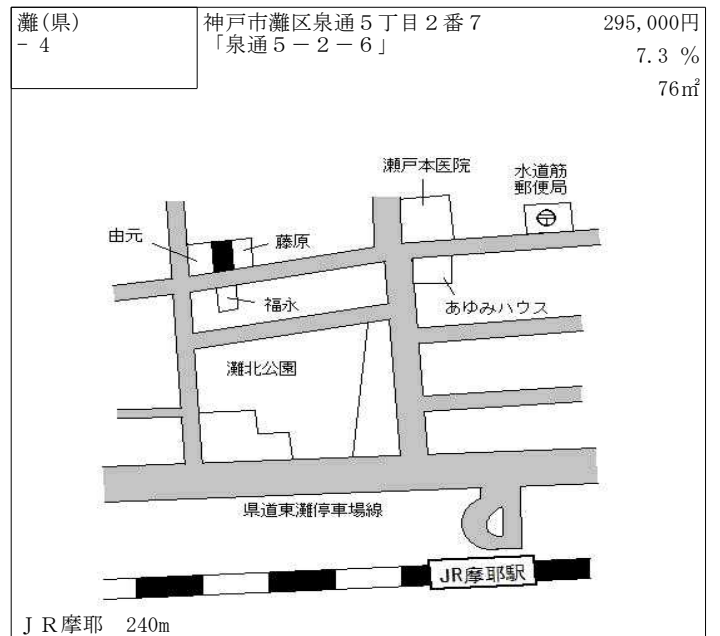 灘(県)
- 4
神戸市灘区泉通５丁目２番７
「泉通５－２－６」
295,000円
7.3 %
76㎡
瀬戸本医院
水道筋
郵便局
由元
藤原
福永
あゆみハウス
灘北公園
県道東灘停車場線
JR摩耶駅
ＪＲ摩耶　240m